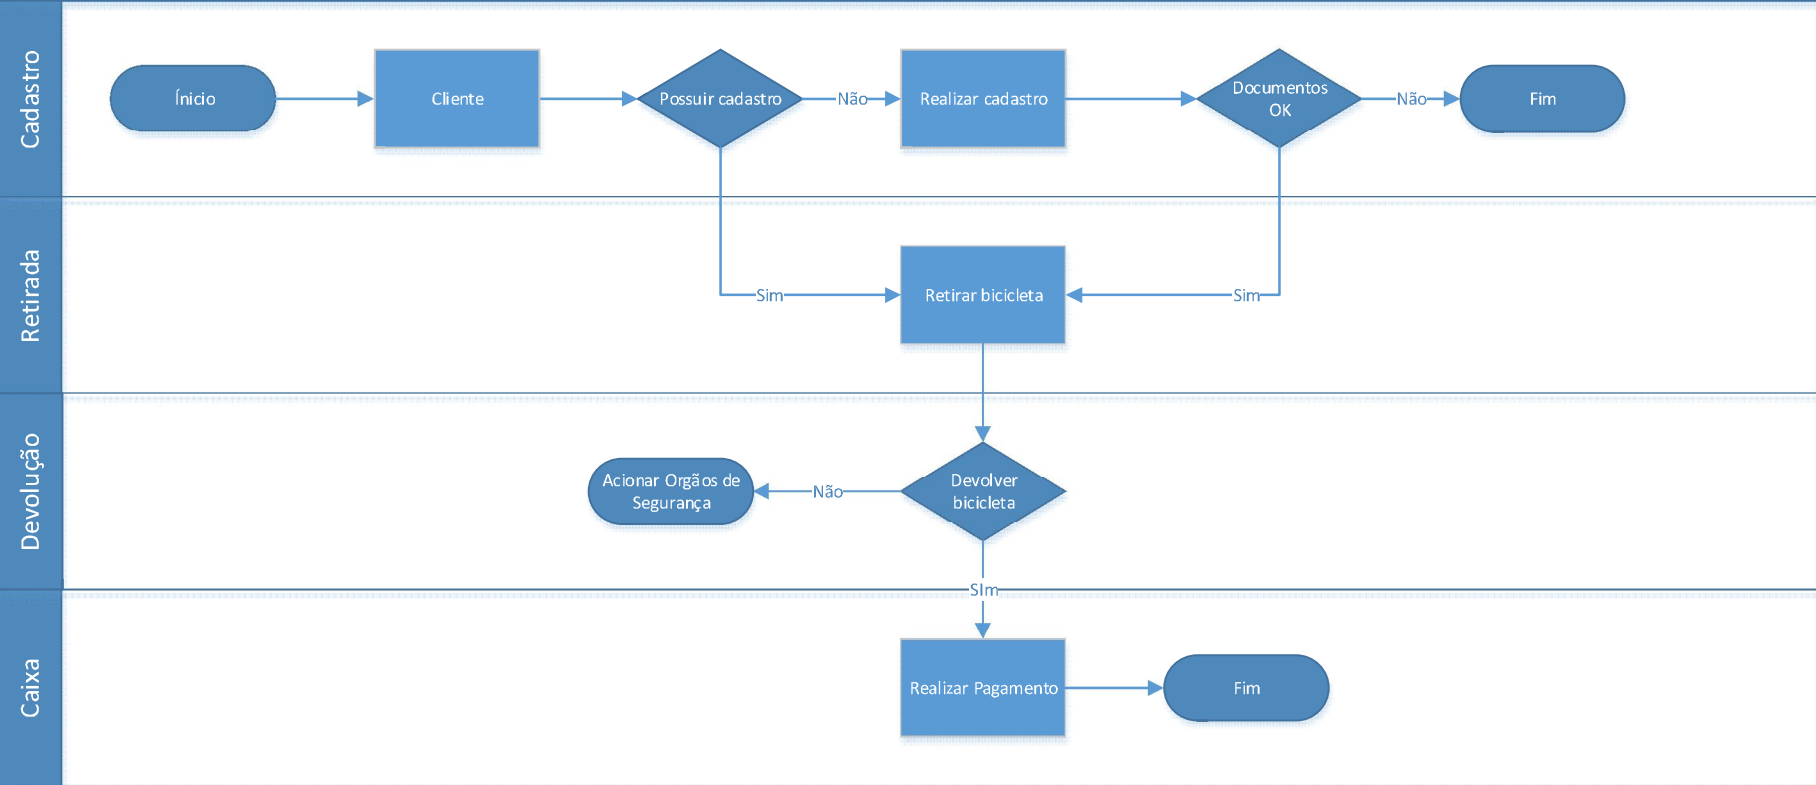 Cadastro
Ínicio
Cliente
Possuir cadastro
Não
Realizar cadastro
Documentos
OK
Não
Fim
Retirada
Sim
Retirar bicicleta
Sim
Devolução
Acionar Orgãos de
Segurança
Não
Devolver
bicicleta
SIm
Caixa
Realizar Pagamento
Fim